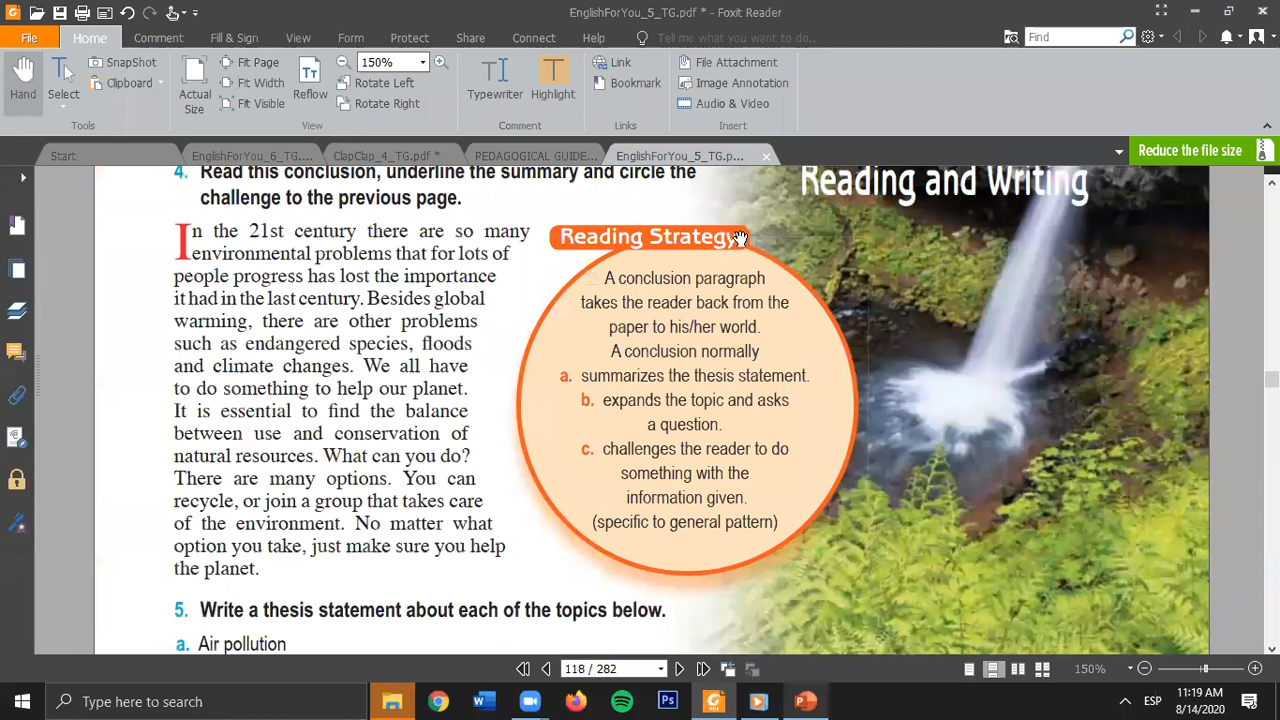 EnglishForYou_5_TG.pdf * - Foxit Reader
File Home Comment Fill & Sign View Form Protect Share Connect Help Tell me what you want to do.. Find
Hand
Select
SnapShot
Clipboard
Tools
Actual Size
Fit Page
Fit Width
Fit Visible
Reflow
150%
Rotate Left
Rotate Right
View
Typewriter
Highlight
Comment
Link
Bookmark
Links
File Attachment
Image Annotation
Audio & Video
Insert
Start EnglishForYou_6_TG.... ClapClap_4_TG.pdf * PEDAGOGICAL GUIDE... EnglishForYou_5_TG.p... Reduce the file size
4. Read this conclusion, underline the summary and circle the
challenge to the previous page.
Reading and Writing
In the 21st century there are so many
environmental problems that for lots of
people progress has lost the importance
it had in the last century. Besides global
warming, there are other problems
such as endangered species, floods
and climate changes. We all have
to do something to help our planet.
It is essential to find the balance
between use and conservation of
natural resources. What can you do?
There are many options. You can
recycle, or join a group that takes care
of the environment. No matter what
option you take, just make sure you help
the planet.
Reading Strategy
A conclusion paragraph
takes the reader back from the
paper to his/her world.
A conclusion normally
a. summarizes the thesis statement.
b. expands the topic and asks
a question.
c. challenges the reader to do
something with the
information given.
(specific to general pattern)
5. Write a thesis statement about each of the topics below.
a. Air pollution
118 / 282
150%
Type here to search
ESP
11:19 AM
8/14/2020